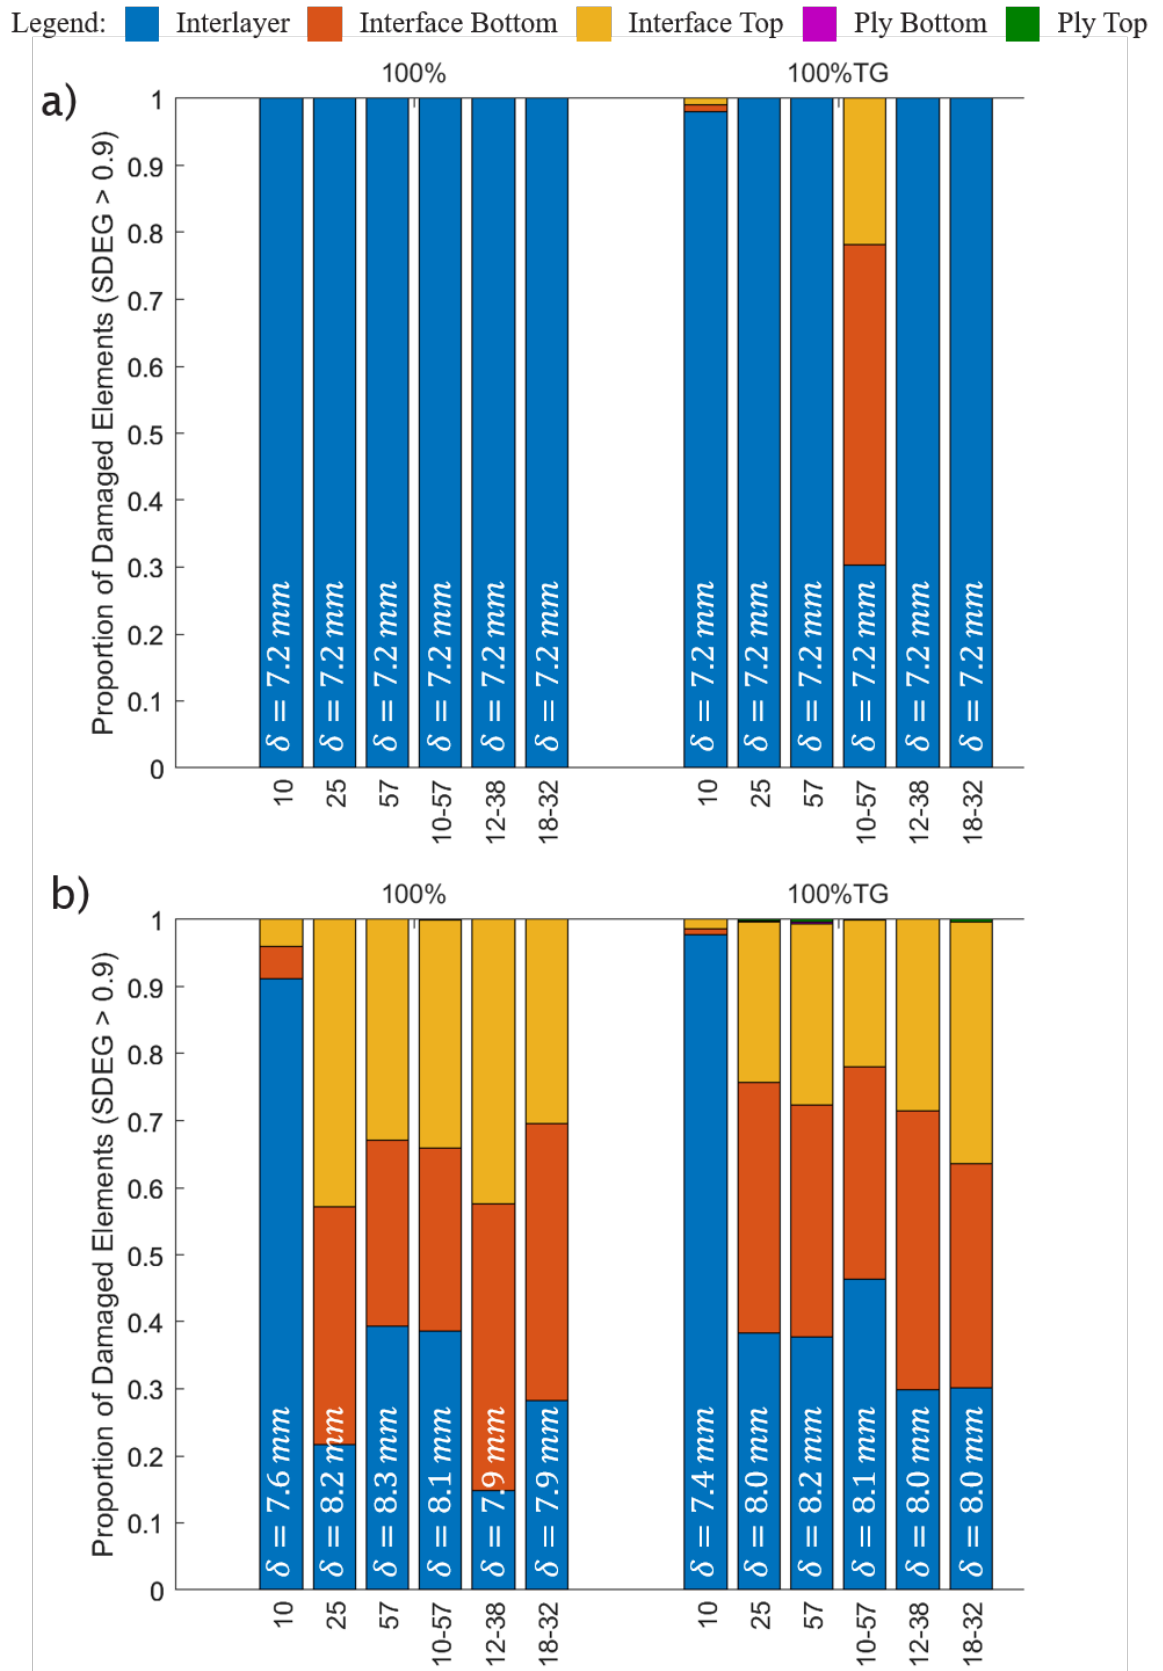 Legend: Interlayer Interface Bottom Interface Top Ply Bottom Ply Top
a)
100% 100%TG
Proportion of Damaged Elements (SDEG > 0.9)
1
0.9
0.8
0.7
0.6
0.5
0.4
0.3
0.2
0.1
0
δ = 7.2 mm
δ = 7.2 mm
δ = 7.2 mm
δ = 7.2 mm
δ = 7.2 mm
δ = 7.2 mm
δ = 7.2 mm
δ = 7.2 mm
δ = 7.2 mm
δ = 7.2 mm
δ = 7.2 mm
δ = 7.2 mm
10 25 57 10-57 12-38 18-32 10 25 57 10-57 12-38 18-32
b)
100% 100%TG
Proportion of Damaged Elements (SDEG > 0.9)
1
0.9
0.8
0.7
0.6
0.5
0.4
0.3
0.2
0.1
0
δ = 7.6 mm
δ = 8.2 mm
δ = 8.3 mm
δ = 8.1 mm
δ = 7.9 mm
δ = 7.9 mm
δ = 7.4 mm
δ = 8.0 mm
δ = 8.2 mm
δ = 8.1 mm
δ = 8.0 mm
δ = 8.0 mm
10 25 57 10-57 12-38 18-32 10 25 57 10-57 12-38 18-32